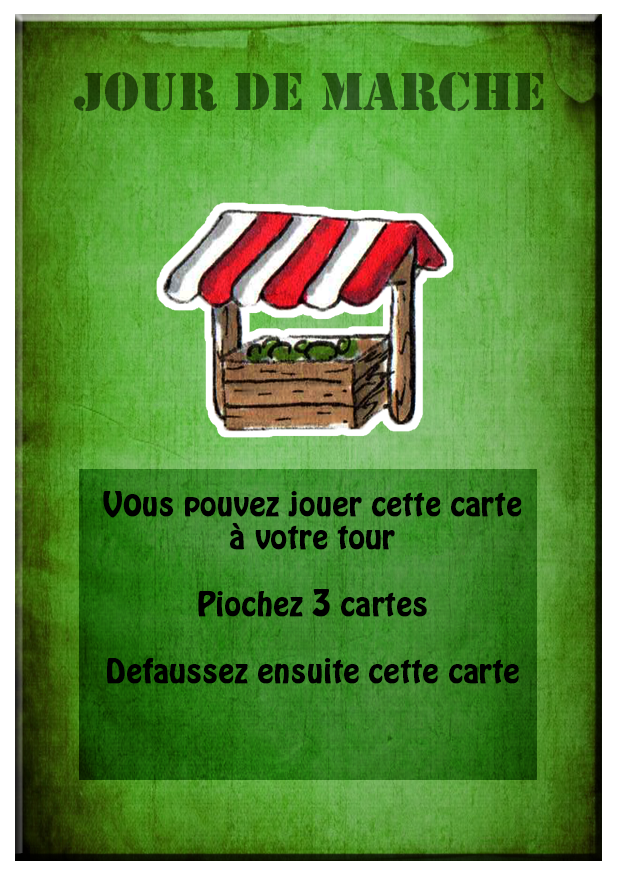 JOUR DE MARCHE
Vous pouvez jouer cette carte
à votre tour
Piochez 3 cartes
Defaussez ensuite cette carte